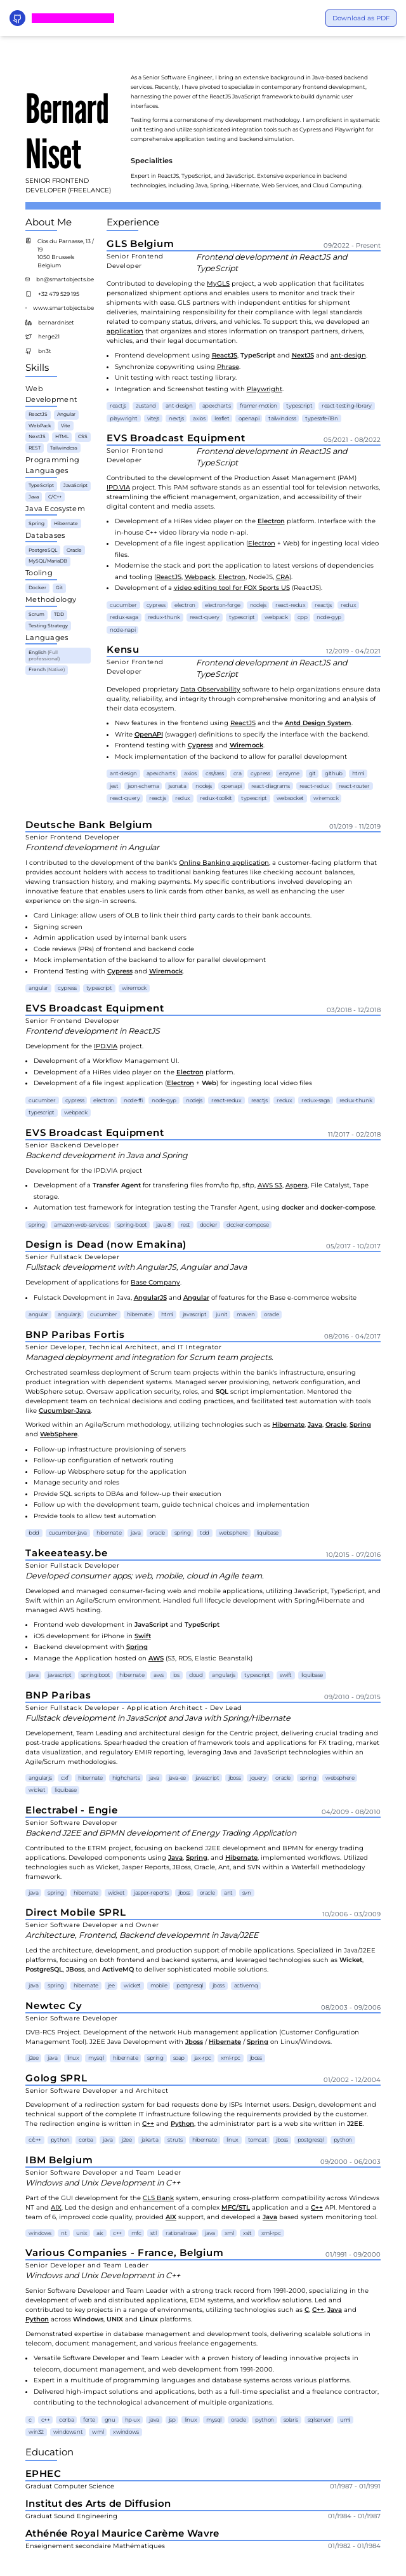 Download as PDF
As a Senior Software Engineer, I bring an extensive background in Java-based backend
services. Recently, I have pivoted to specialize in contemporary frontend development,
harnessing the power of the ReactJS JavaScript framework to build dynamic user
interfaces.
Testing forms a cornerstone of my development methodology. I am proficient in systematic
unit testing and utilize sophisticated integration tools such as Cypress and Playwright for
comprehensive application testing and backend simulation.
Bernard
Niset
SENIOR FRONTEND
DEVELOPER (FREELANCE)
Specialities
Expert in ReactJS, TypeScript, and JavaScript. Extensive experience in backend
technologies, including Java, Spring, Hibernate, Web Services, and Cloud Computing.
About Me
Clos du Parnasse, 13 /
19
1050 Brussels
Belgium
bn@smartobjects.be
+32 479 529 195
www.smartobjects.be
bernardniset
herge21
bn3t
Skills
Web
Development
ReactJS Angular
WebPack Vite
NextJS HTML CSS
REST Tailwindcss
Programming
Languages
TypeScript JavaScript
Java C/C++
Java Ecosystem
Spring Hibernate
Databases
PostgreSQL Oracle
MySQL/MariaDB
Tooling
Docker Git
Methodology
Scrum TDD
Testing Strategy
Languages
English (Full
professional)
French (Native)
Experience
GLS Belgium 09/2022 - Present
Senior Frontend
Developer
Frontend development in ReactJS and
TypeScript
Contributed to the developing the MyGLS project, a web application that facilitates
personalized shipment options and enables users to monitor and track their
shipments with ease. GLS partners with various transport entities for shipment
deliveries, maintaining the responsibility of comprehensive with legal standards
related to company status, drivers, and vehicles. To support this, we developed an
application that organizes and stores information on transport partners, drivers,
vehicles, and their legal documentation.
Frontend development using ReactJS, TypeScript and NextJS and ant-design.
Synchronize copywriting using Phrase.
Unit testing with react testing library.
Integration and Screenshot testing with Playwright.
reactjs zustand ant-design apexcharts framer-motion typescript react-testing-library
playwright vitejs nextjs axios leaflet openapi tailwindcss typesafe-i18n
EVS Broadcast Equipment 05/2021 - 08/2022
Senior Frontend
Developer
Frontend development in ReactJS and
TypeScript
Contributed to the development of the Production Asset Management (PAM)
IPD.VIA project. This PAM software stands as an essential tool for television networks,
facilitating the efficient management and accessibility of their production media
assets.
Development of a HiRes video player on the Electron platform interfaced with the
in-house C++ video library via node n-api.
Development of a file ingest application (Electron + Web) for ingesting various local
files.
Modernise the applications to the latest version of the libraries and dependencies
and tooling (ReactJS, Webpack, Electron, NodeJS, CRA).
Development of a video editing tool for FOX Sports US (ReactJS).
cucumber cypress electron electron-forge nodejs react-redux reactjs redux
redux-saga redux-thunk react-query typescript webpack cpp node-gyp
node-napi
Kensu 12/2019 - 04/2021
Senior Frontend
Developer
Frontend development in ReactJS and
TypeScript
Developed proprietary Data Observability software to help organizations ensure data
quality, reliability, and integrity through comprehensive monitoring and analysis of
their data ecosystem.
New features in the frontend using ReactJS and the Antd Design System.
Write OpenAPI (swagger) definitions to specify the interface with the backend.
Frontend testing with Cypress and Wiremock.
Mock implementation of the backend to allow for parallel development
ant-design apexcharts axios css/sass cra cypress enzyme git github html
jest json-schema jsonata nodejs openapi react-diagrams react-redux react-router
react-query reactjs redux redux-toolkit typescript websocket wiremock
Deutsche Bank Belgium 01/2019 - 11/2019
Senior Frontend Developer
Frontend development in Angular
I contributed to the development of the bank's Online Banking application, a customer-facing platform that
provides account holders with access to traditional banking features like checking account balances,
viewing transaction history, and making payments. My specific contributions involved developing an
innovative feature enabling users to link and utilize cards from other banks, as well as enhancing the user
experience on the sign-in screens.
Card Linkage: allow users of OLB to link their third party cards to their bank accounts.
Signing screen
Admin application used by internal bank users
Code reviews (PRs) of frontend and backend code
Mock implementation of the backend to allow for parallel development
Frontend Testing with Cypress and Wiremock.
angular cypress typescript wiremock
EVS Broadcast Equipment 03/2018 - 12/2018
Senior Frontend Developer
Frontend development in ReactJS
Development for the IPD.VIA project.
Development of a Workflow Management UI.
Development of a HiRes video player on the Electron platform.
Development of a file ingest application (Electron + Web) for ingesting local video files
cucumber cypress electron node-ffi node-gyp nodejs react-redux reactjs redux redux-saga redux-thunk
typescript webpack
EVS Broadcast Equipment 11/2017 - 02/2018
Senior Backend Developer
Backend development in Java and Spring
Development for the IPD.VIA project
Development of a Transfer Agent for transfering files from/to ftp, sftp, AWS S3, Aspera, File Catalyst, Tape
storage.
Automation test framework for integration testing the Transfer Agent, using docker and docker-compose.
spring amazon-web-services spring-boot java-8 rest docker docker-compose
Design is Dead (now Emakina) 05/2017 - 10/2017
Senior Fullstack Developer
Fullstack development with AngularJS, Angular and Java
Development of applications for Base Company.
Fulstack Development in Java, AngularJS and Angular of features for the Base e-commerce website
angular angularjs cucumber hibernate html javascript junit maven oracle
BNP Paribas Fortis 08/2016 - 04/2017
Senior Developer, Technical Architect, and IT Integrator
Managed deployment and integration for Scrum team projects.
Orchestrated seamless deployment of Scrum team projects within the bank's infrastructure, ensuring
product integration with dependent systems. Managed server provisioning, network configuration, and
WebSphere setup. Oversaw application security, roles, and SQL script implementation. Mentored the
development team on technical decisions and coding practices, and facilitated test automation with tools
like Cucumber-Java.
Worked within an Agile/Scrum methodology, utilizing technologies such as Hibernate, Java, Oracle, Spring
and WebSphere.
Follow-up infrastructure provisioning of servers
Follow-up configuration of network routing
Follow-up Websphere setup for the application
Manage security and roles
Provide SQL scripts to DBAs and follow-up their execution
Follow up with the development team, guide technical choices and implementation
Provide tools to allow test automation
bdd cucumber-java hibernate java oracle spring tdd websphere liquibase
Takeeateasy.be 10/2015 - 07/2016
Senior Fullstack Developer
Developed consumer apps; web, mobile, cloud in Agile team.
Developed and managed consumer-facing web and mobile applications, utilizing JavaScript, TypeScript, and
Swift within an Agile/Scrum environment. Handled full lifecycle development with Spring/Hibernate and
managed AWS hosting.
Frontend web development in JavaScript and TypeScript.
iOS development for iPhone in Swift
Backend development with Spring
Manage the Application hosted on AWS (S3, RDS, Elastic Beanstalk)
java javascript spring-boot hibernate aws ios cloud angularjs typescript swift liquibase
BNP Paribas 09/2010 - 09/2015
Senior Fullstack Developer - Application Architect - Dev Lead
Fullstack development in JavaScript and Java with Spring/Hibernate
Developement, Team Leading and architectural design for the Centric project, delivering crucial trading and
post-trade applications. Spearheaded the creation of framework tools and applications for FX trading, market
data visualization, and regulatory EMIR reporting, leveraging Java and JavaScript technologies within an
Agile/Scrum methodologies.
angularjs cxf hibernate highcharts java java-ee javascript jboss jquery oracle spring websphere
wicket liquibase
Electrabel - Engie 04/2009 - 08/2010
Senior Software Developer
Backend J2EE and BPMN development of Energy Trading Application
Contributed to the ETRM project, focusing on backend J2EE development and BPMN for energy trading
applications. Developed components using Java, Spring, and Hibernate, implemented workflows. Utilized
technologies such as Wicket, Jasper Reports, JBoss, Oracle, Ant, and SVN within a Waterfall methodology
framework.
java spring hibernate wicket jasper-reports jboss oracle ant svn
Direct Mobile SPRL 10/2006 - 03/2009
Senior Software Developer and Owner
Architecture, Frontend, Backend developemnt in Java/J2EE
Led the architecture, development, and production support of mobile applications. Specialized in Java/J2EE
platforms, focusing on both frontend and backend systems, and leveraged technologies such as Wicket,
PostgreSQL, JBoss, and ActiveMQ to deliver sophisticated mobile solutions.
java spring hibernate jee wicket mobile postgresql jboss activemq
Newtec Cy 08/2003 - 09/2006
Senior Software Developer
DVB-RCS Project. Development of the network Hub management application (Customer Configuration
Management Tool). J2EE Java Development with Jboss / Hibernate / Spring on Linux/Windows.
j2ee java linux mysql hibernate spring soap jax-rpc xml-rpc jboss
Golog SPRL 01/2002 - 12/2004
Senior Software Developer and Architect
Development of a redirection system for bad requests done by ISPs Internet users. Design, development and
technical support of the complete IT infrastructure following the requirements provided by the customer.
The redirection engine is written in C++ and Python, the administrator part is a web site written in J2EE.
c/c++ python corba java j2ee jakarta struts hibernate linux tomcat jboss postgresql python
IBM Belgium 09/2000 - 06/2003
Senior Software Developer and Team Leader
Windows and Unix Development in C++
Part of the GUI development for the CLS Bank system, ensuring cross-platform compatibility across Windows
NT and AIX. Led the design and enhancement of a complex MFC/STL application and a C++ API. Mentored a
team of 6, improved code quality, provided AIX support, and developed a Java based system monitoring tool.
windows nt unix aix c++ mfc stl rationalrose java xml xslt xml-rpc
Various Companies - France, Belgium 01/1991 - 09/2000
Senior Developer and Team Leader
Windows and Unix Development in C++
Senior Software Developer and Team Leader with a strong track record from 1991-2000, specializing in the
development of web and distributed applications, EDM systems, and workflow solutions. Led and
contributed to key projects in a range of environments, utilizing technologies such as C, C++, Java and
Python across Windows, UNIX and Linux platforms.
Demonstrated expertise in database management and development tools, delivering scalable solutions in
telecom, document management, and various freelance engagements.
Versatile Software Developer and Team Leader with a proven history of leading innovative projects in
telecom, document management, and web development from 1991-2000.
Expert in a multitude of programming languages and database systems across various platforms.
Delivered high-impact solutions and applications, both as a full-time specialist and a freelance contractor,
contributing to the technological advancement of multiple organizations.
c c++ corba forte gnu hp-ux java jsp linux mysql oracle python solaris sqlserver uml
win32 windows nt wml xwindows
Education
EPHEC
Graduat Computer Science 01/1987 - 01/1991
Institut des Arts de Diffusion
Graduat Sound Engineering 01/1984 - 01/1987
Athénée Royal Maurice Carème Wavre
Enseignement secondaire Mathématiques 01/1982 - 01/1984